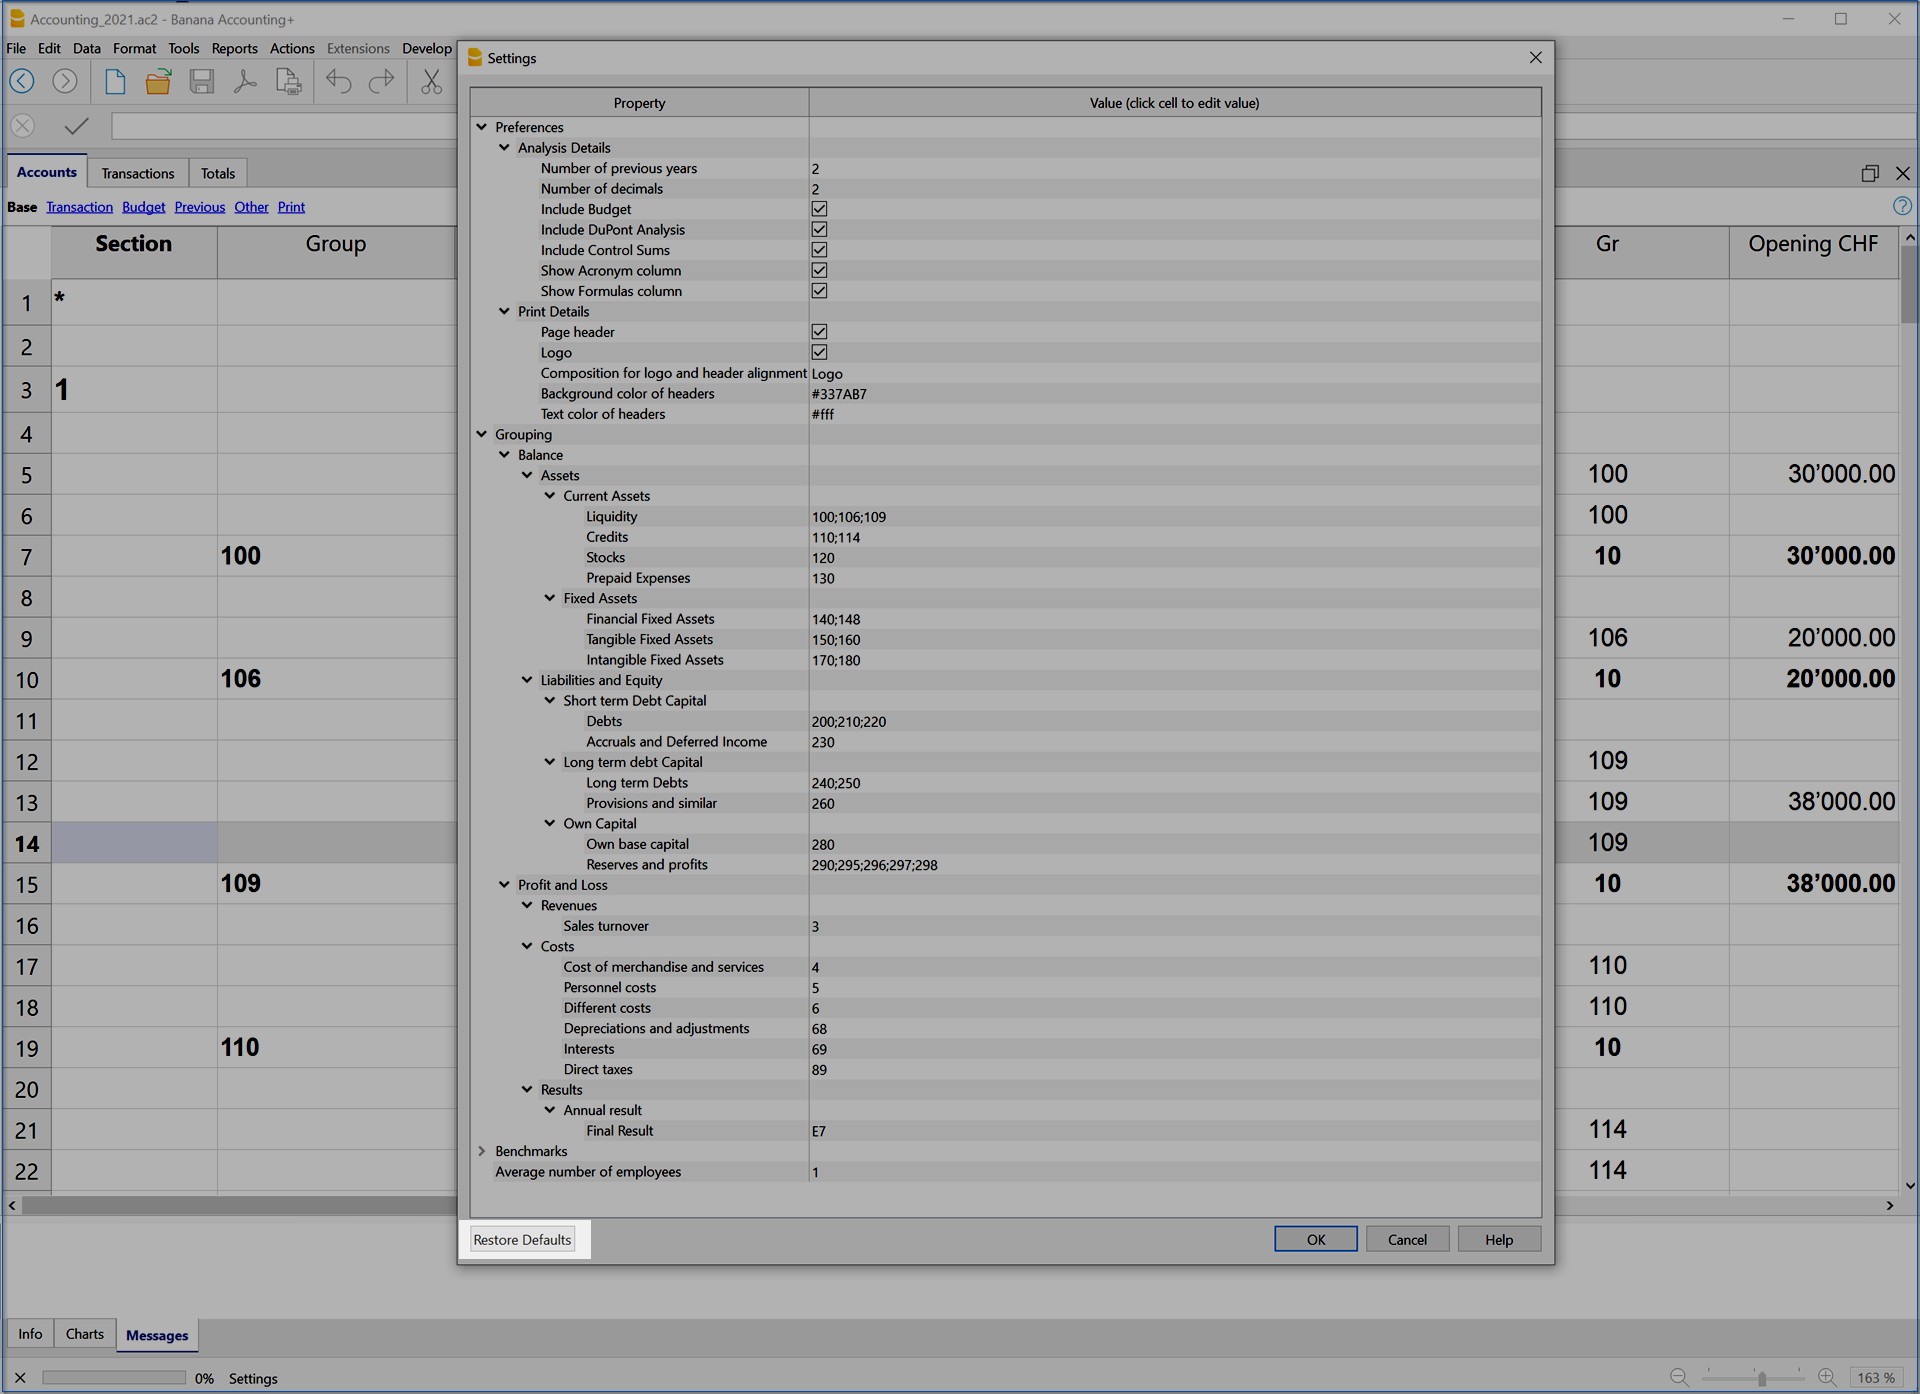 Accounting_2021.ac2 - Banana Accounting+
File Edit Data Format Tools Reports Actions Extensions Develop
Accounts Transactions Totals
Base Transaction Budget Previous Other Print
Section Group Gr Opening CHF
1 *
2
3 1
4
5 100 30’000.00
6 100
7 100 10 30’000.00
8
9 106 20’000.00
10 106 10 20’000.00
11
12 109
13 109 38’000.00
14 109
15 109 10 38’000.00
16
17 110
18 110
19 110 10
20
21 114
22 114
Settings
Property Value (click cell to edit value)
Preferences
Analysis Details
Number of previous years 2
Number of decimals 2
Include Budget
Include DuPont Analysis
Include Control Sums
Show Acronym column
Show Formulas column
Print Details
Page header
Logo
Composition for logo and header alignment Logo
Background color of headers #337AB7
Text color of headers #fff
Grouping
Balance
Assets
Current Assets
Liquidity 100;106;109
Credits 110;114
Stocks 120
Prepaid Expenses 130
Fixed Assets
Financial Fixed Assets 140;148
Tangible Fixed Assets 150;160
Intangible Fixed Assets 170;180
Liabilities and Equity
Short term Debt Capital
Debts 200;210;220
Accruals and Deferred Income 230
Long term debt Capital
Long term Debts 240;250
Provisions and similar 260
Own Capital
Own base capital 280
Reserves and profits 290;295;296;297;298
Profit and Loss
Revenues
Sales turnover 3
Costs
Cost of merchandise and services 4
Personnel costs 5
Different costs 6
Depreciations and adjustments 68
Interests 69
Direct taxes 89
Results
Annual result
Final Result E7
Benchmarks
Average number of employees 1
Restore Defaults OK Cancel Help
Info Charts Messages
0% Settings 163 %